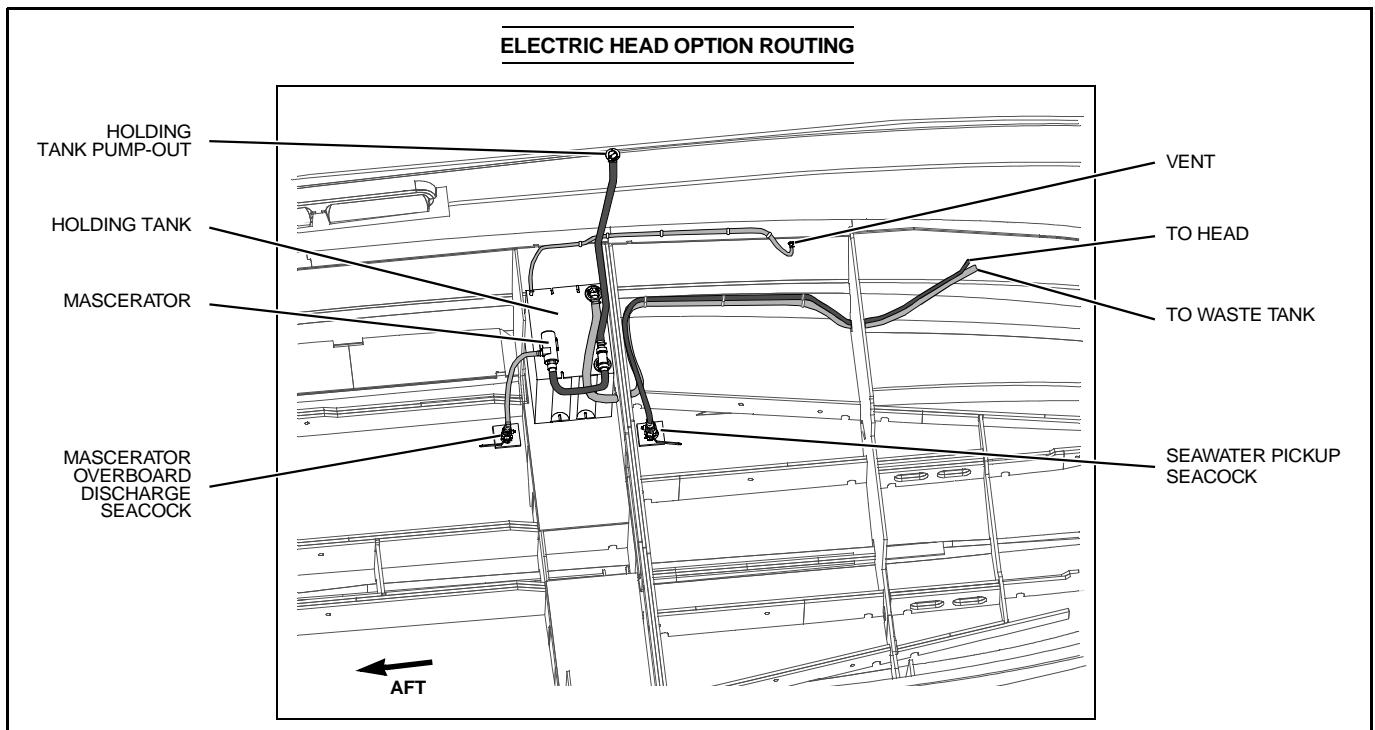 ELECTRIC HEAD OPTION ROUTING
HOLDING
TANK PUMP-OUT
HOLDING TANK
MASCERATOR
MASCERATOR
OVERBOARD
DISCHARGE
SEACOCK
VENT
TO HEAD
TO WASTE TANK
SEAWATER PICKUP
SEACOCK
AFT